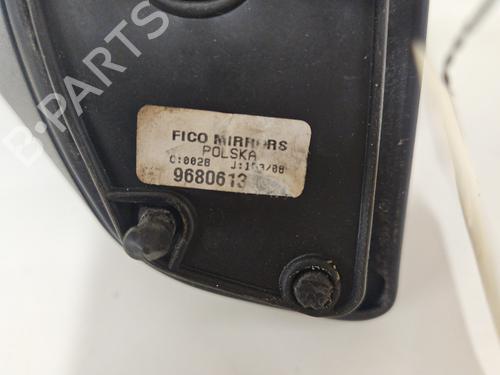 B-PARTS
FICO MIRRORS
POLSKA
C:0028
9680613